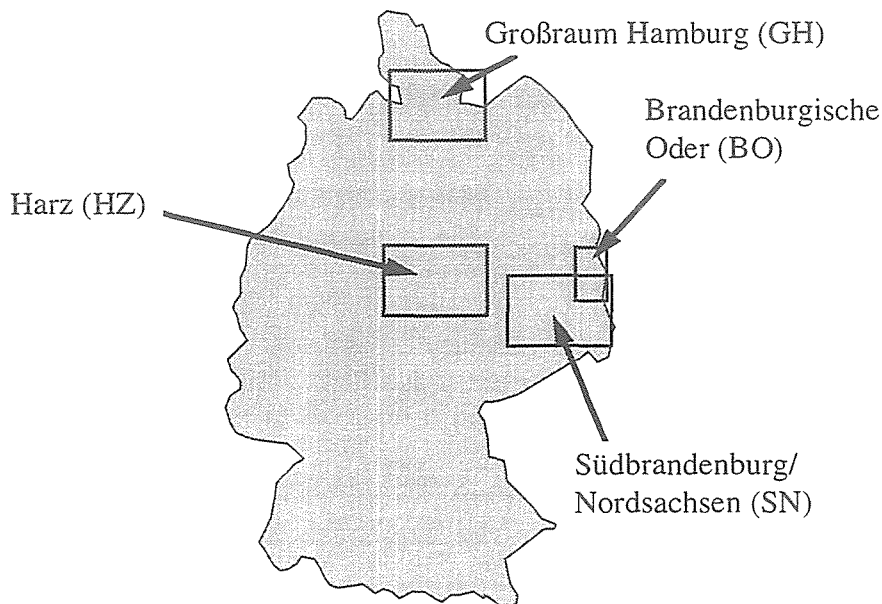 Großraum Hamburg (GH)
Brandenburgische
Oder (BO)
Harz (HZ)
Südbrandenburg/
Nordsachsen (SN)